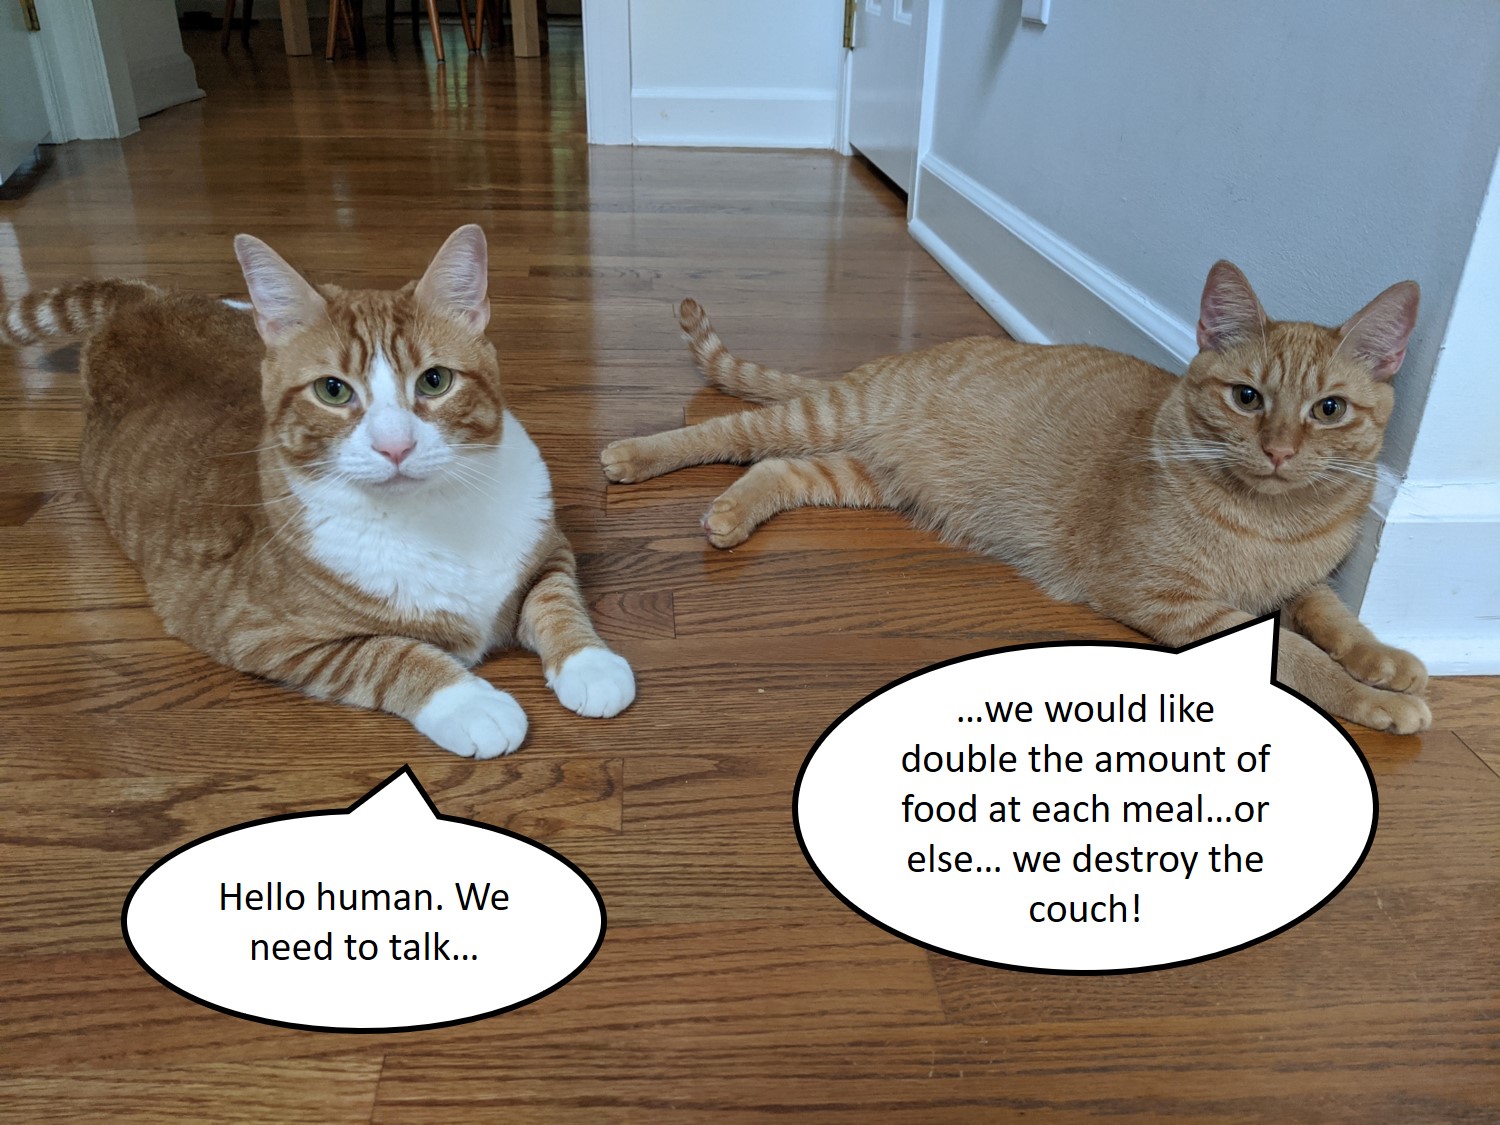 Hello human. We
need to talk...
...we would like
double the amount of
food at each meal...or
else... we destroy the
couch!